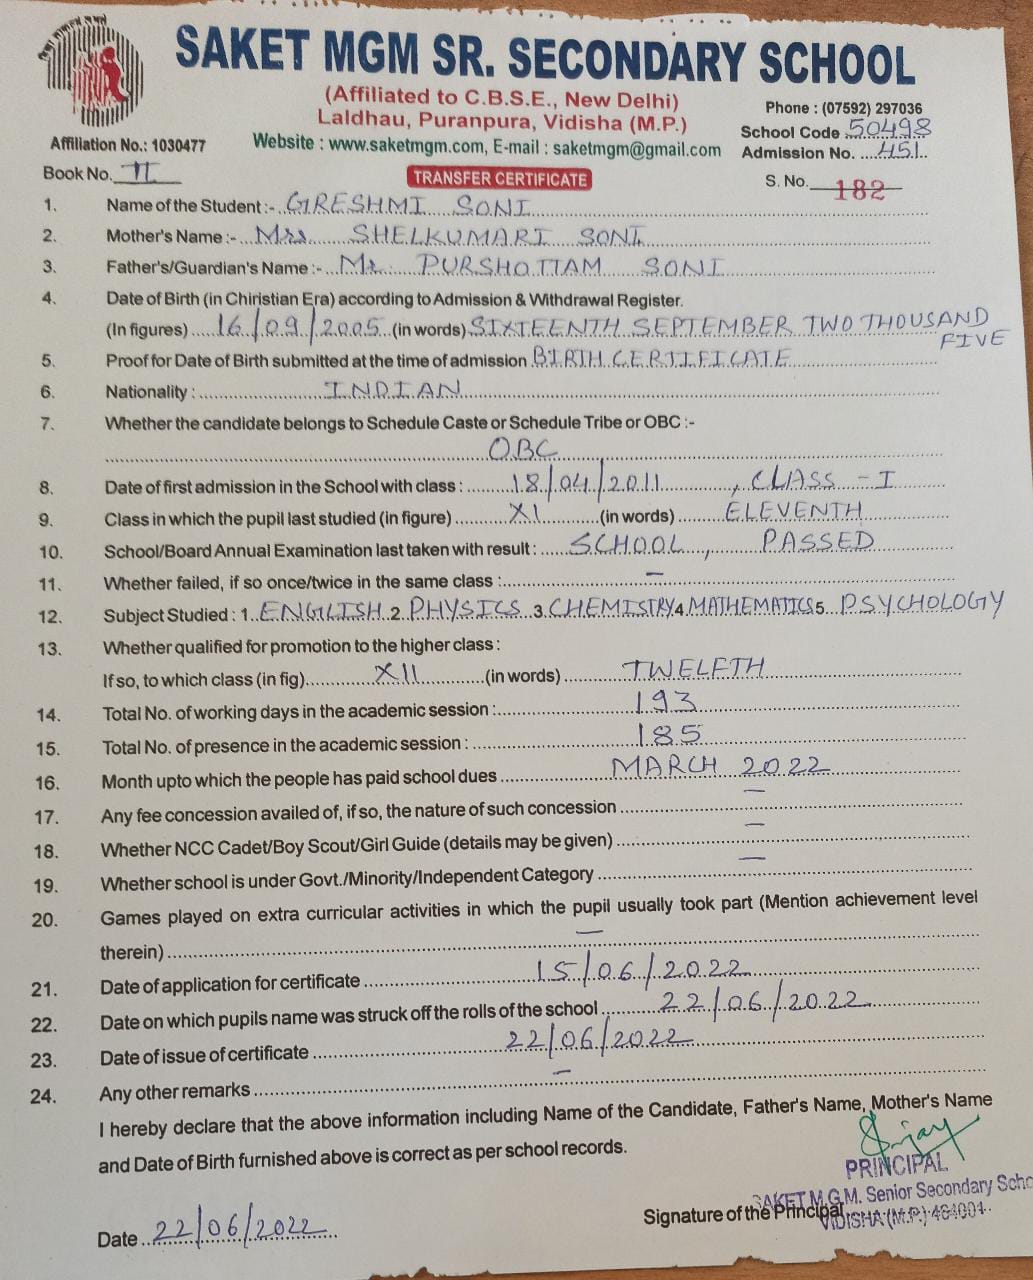 SAKET MGM SR. SECONDARY SCHOOL
(Affiliated to C.B.S.E., New Delhi)
Laldhau, Puranpura, Vidisha (M.P.)
Phone : (07592) 297036
School Code 50498
Affiliation No.: 1030477
Website : www.saketmgm.com, E-mail : saketmgm@gmail.com
Admission No. 451
Book No. II
TRANSFER CERTIFICATE
S. No. 182
1. Name of the Student :- GRESHMI SONI
2. Mother's Name :- Mrs SHELKUMARI SONI
3. Father's/Guardian's Name :- Mr. PURSHOTTAM SONI
4. Date of Birth (in Chiristian Era) according to Admission & Withdrawal Register.
(In figures) 16/09/2005 (in words) SIXTEENTH SEPTEMBER TWO THOUSAND
FIVE
5. Proof for Date of Birth submitted at the time of admission BIRTH CERTIFICATE
6. Nationality : INDIAN
7. Whether the candidate belongs to Schedule Caste or Schedule Tribe or OBC :-
OBC
8. Date of first admission in the School with class : 18/04/2011, CLASS - I
9. Class in which the pupil last studied (in figure) XI (in words) ELEVENTH
10. School/Board Annual Examination last taken with result : SCHOOL, PASSED
11. Whether failed, if so once/twice in the same class : —
12. Subject Studied : 1. ENGLISH 2. PHYSICS 3. CHEMISTRY 4. MATHEMATICS 5. PSYCHOLOGY
13. Whether qualified for promotion to the higher class :
If so, to which class (in fig) XII (in words) TWELFTH
14. Total No. of working days in the academic session : 193
15. Total No. of presence in the academic session : 185
16. Month upto which the people has paid school dues MARCH 2022
17. Any fee concession availed of, if so, the nature of such concession —
18. Whether NCC Cadet/Boy Scout/Girl Guide (details may be given) —
19. Whether school is under Govt./Minority/Independent Category —
20. Games played on extra curricular activities in which the pupil usually took part (Mention achievement level
therein) —
21. Date of application for certificate 15/06/2022
22. Date on which pupils name was struck off the rolls of the school 22/06/2022
23. Date of issue of certificate 22/06/2022
24. Any other remarks —
I hereby declare that the above information including Name of the Candidate, Father's Name, Mother's Name
and Date of Birth furnished above is correct as per school records.
PRINCIPAL
SAKET M.G.M. Senior Secondary Scho
Signature of the Principal
VIDISHA (M.P.) 464001
Date 22/06/2022